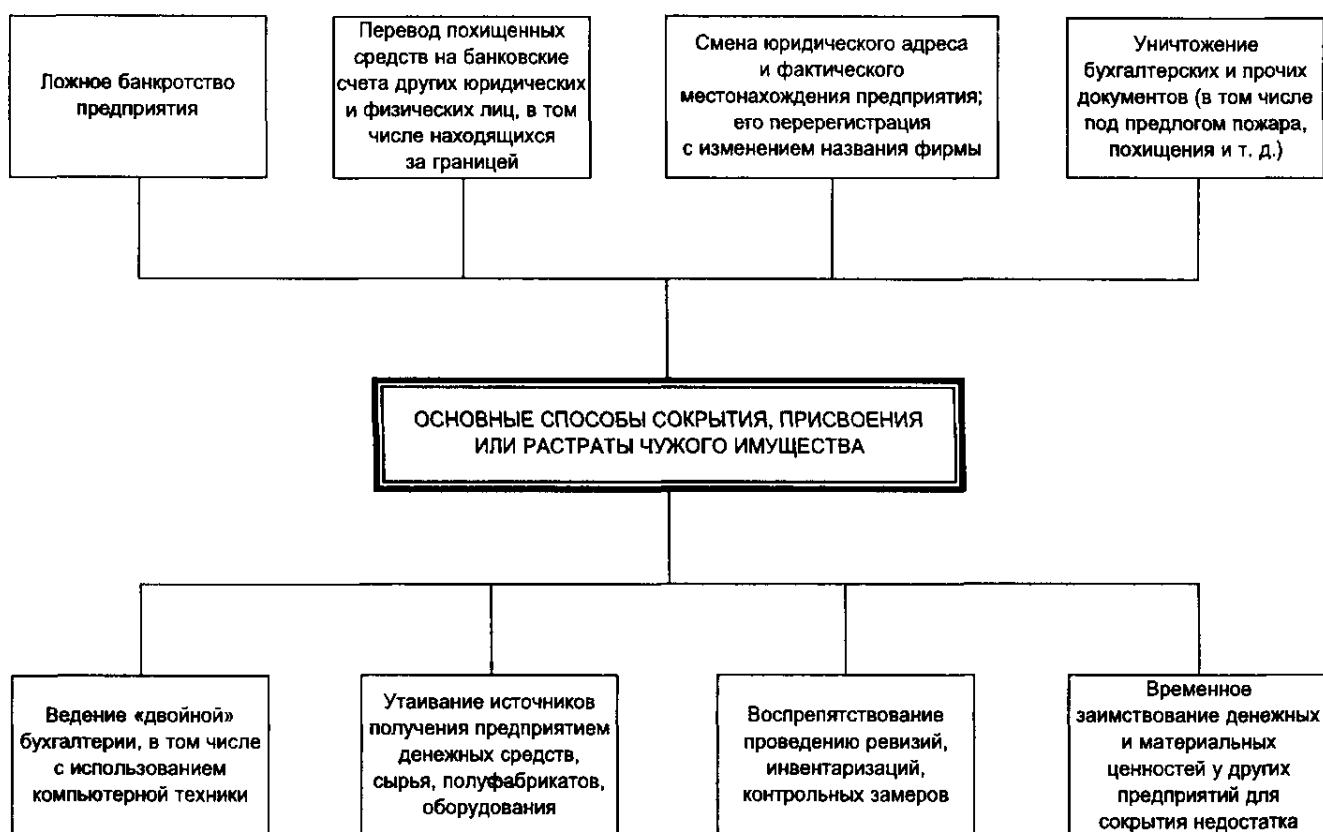 Ложное банкротство
предприятия
Перевод похищенных
средств на банковские
счета других юридических
и физических лиц, в том
числе находящихся
за границей
Смена юридического адреса
и фактического
местонахождения предприятия;
его перерегистрация
с изменением названия фирмы
Уничтожение
бухгалтерских и прочих
документов (в том числе
под предлогом пожара,
похищения и т. д.)
ОСНОВНЫЕ СПОСОБЫ СОКРЫТИЯ, ПРИСВОЕНИЯ
ИЛИ РАСТРАТЫ ЧУЖОГО ИМУЩЕСТВА
Ведение «двойной»
бухгалтерии, в том числе
с использованием
компьютерной техники
Утаивание источников
получения предприятием
денежных средств,
сырья, полуфабрикатов,
оборудования
Воспрепятствование
проведению ревизий,
инвентаризаций,
контрольных замеров
Временное
заимствование денежных
и материальных
ценностей у других
предприятий для
сокрытия недостатка